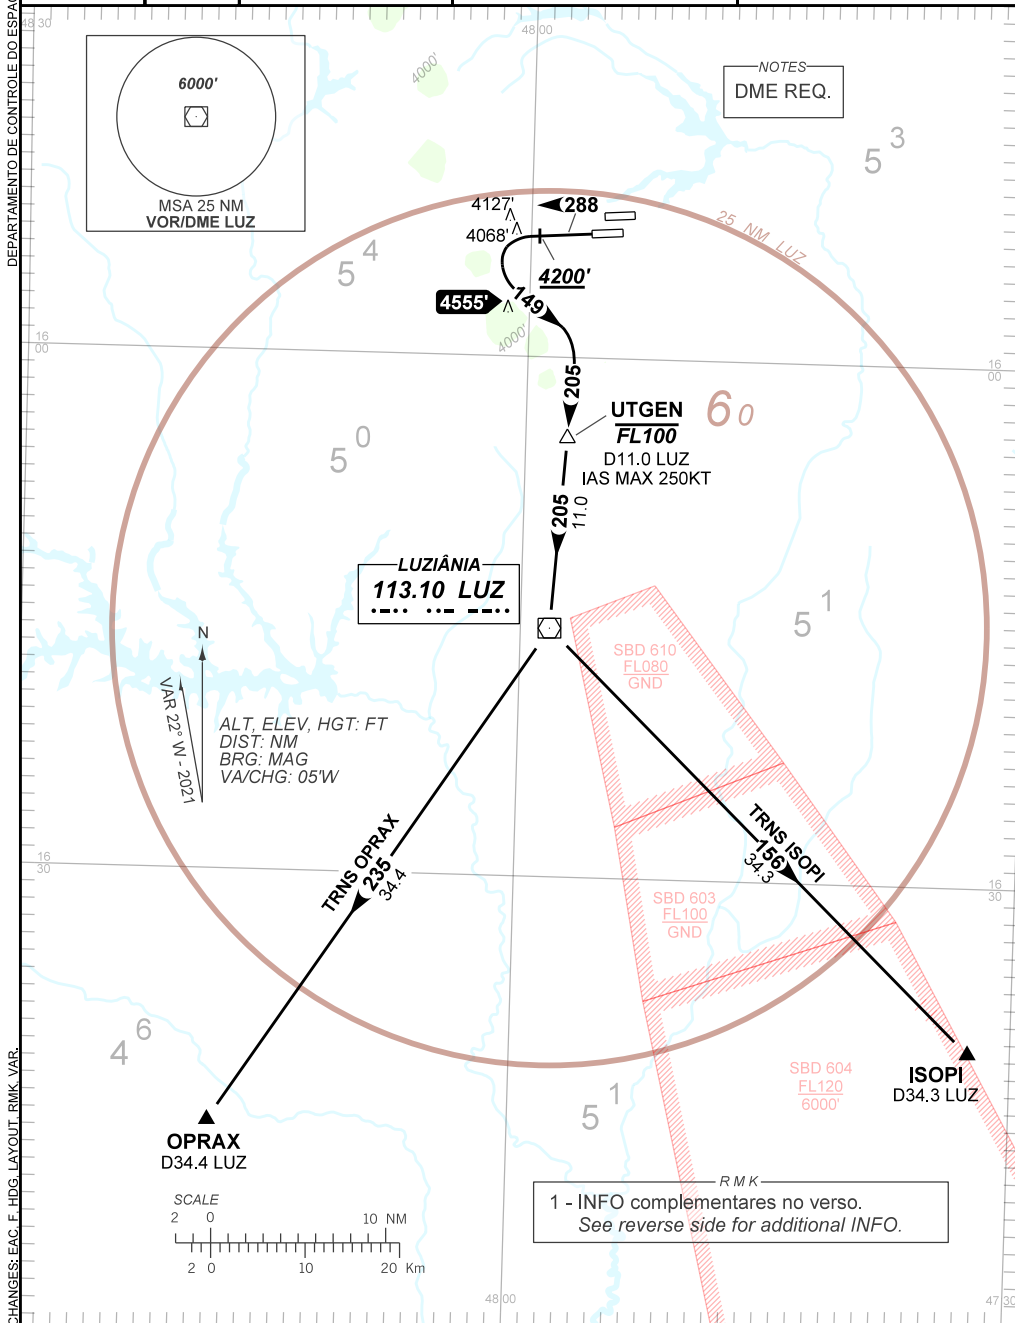 DEPARTAMENTO DE CONTROLE DO ESPAÇ
48 30
48 00
6000'
MSA 25 NM
VOR/DME LUZ
NOTES
DME REQ.
4000'
5 3
4127'
4068'
288
25 NM LUZ
5 4
4200'
4555'
149
4000'
16
00
16
00
205
UTGEN
FL100
D11.0 LUZ
IAS MAX 250KT
6 0
5 0
205
11.0
LUZIÂNIA
113.10 LUZ
5 1
N
VAR 22° W - 2021
ALT, ELEV, HGT: FT
DIST: NM
BRG: MAG
VA/CHG: 05'W
SBD 610
FL080
GND
TRNS OPRAX
235
34.4
TRNS ISOPI
156
34.3
16
30
16
30
SBD 603
FL100
GND
4 6
5 1
SBD 604
FL120
6000'
ISOPI
D34.3 LUZ
OPRAX
D34.4 LUZ
SCALE
2 0 10 NM
2 0 10 20 Km
RMK
1 - INFO complementares no verso.
See reverse side for additional INFO.
48 00
47 30
CHANGES: EAC, F. HDG, LAYOUT, RMK, VAR.